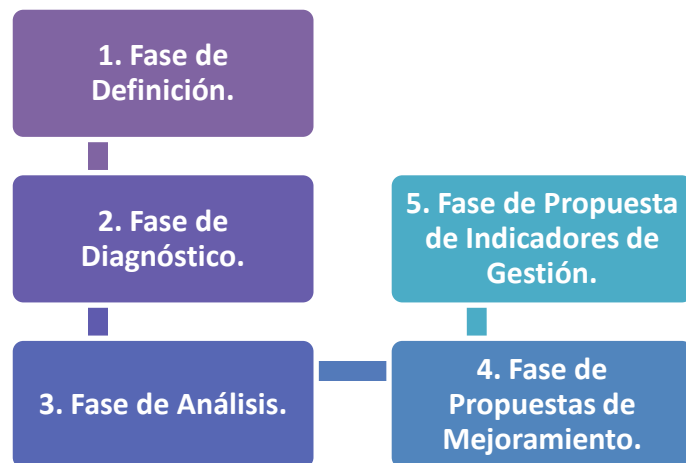 1. Fase de
Definición.
2. Fase de
Diagnóstico.
3. Fase de Análisis.
4. Fase de
Propuestas de
Mejoramiento.
5. Fase de Propuesta
de Indicadores de
Gestión.